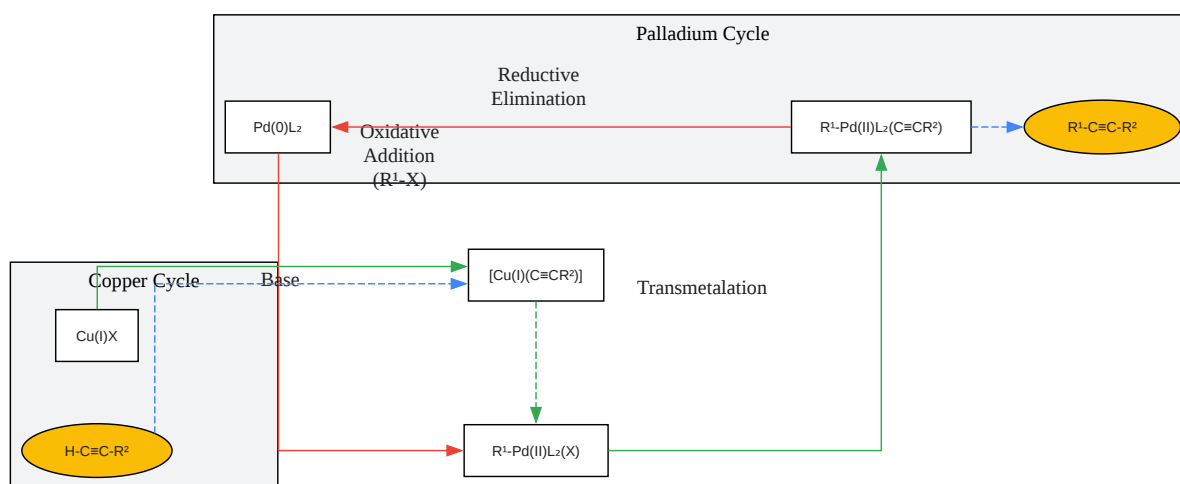 Palladium Cycle
Reductive
Elimination
Pd(0)L₂
Oxidative
Addition
(R¹-X)
R¹-Pd(II)L₂(C≡CR²)
R¹-C≡C-R²
Copper Cycle
Base
[Cu(I)(C≡CR²)]
Transmetalation
Cu(I)X
H-C≡C-R²
R¹-Pd(II)L₂(X)